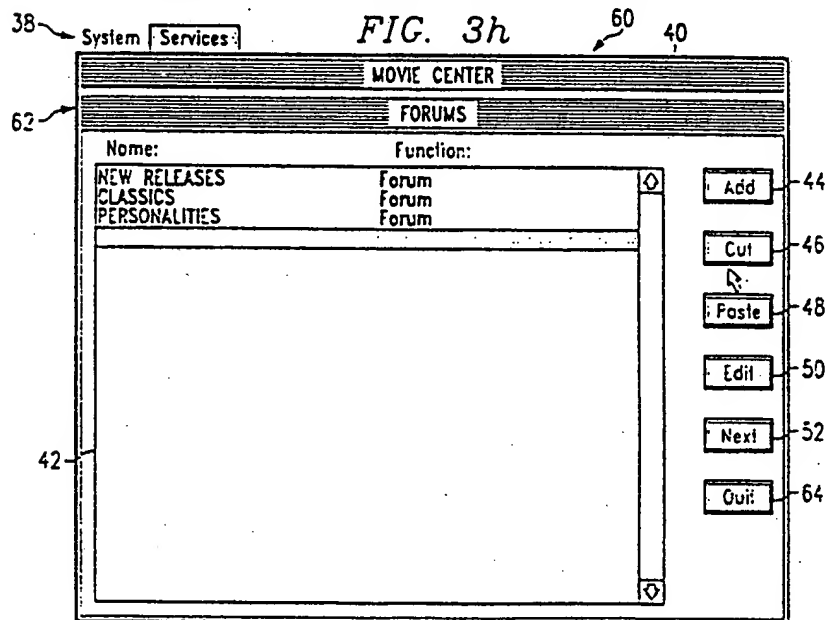 FIG. 3h
38 System Services 60 40
MOVIE CENTER
62 FORUMS
Name: Function:
NEW RELEASES Forum
CLASSICS Forum
PERSONALITIES Forum
Add 44
Cut 46
Paste 48
Edit 50
Next 52
42
Quit 64